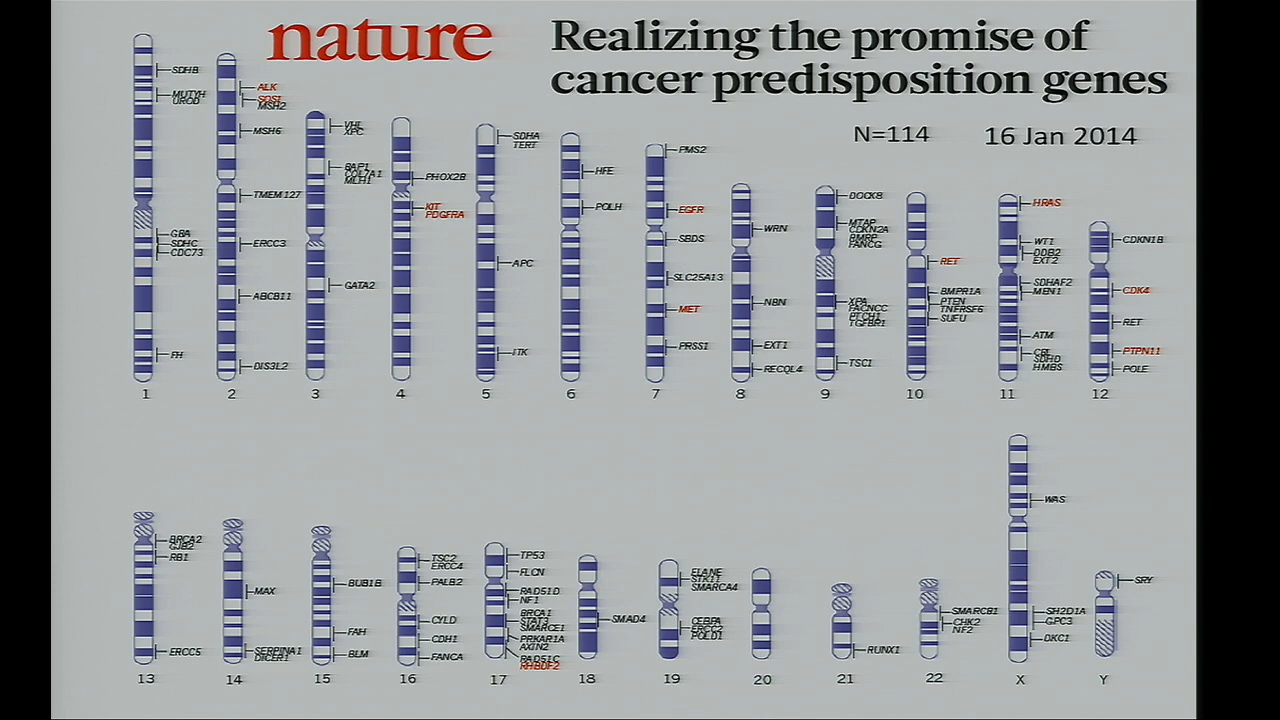 nature
Realizing the promise of
cancer predisposition genes
N=114
16 Jan 2014
SDHB
MUTYH
UROD
GBA
SDHC
CDC73
FH
1
ALK
SOS1
MSH2
MSH6
TMEM127
ERCC3
ABCB11
DIS3L2
2
VHL
XPC
BAP1
COL7A1
MLH1
GATA2
3
PHOX2B
KIT
PDGFRA
4
SDHA
TERT
APC
ITK
5
HFE
POLH
6
PMS2
EGFR
SBDS
SLC25A13
MET
PRSS1
7
WRN
NBN
EXT1
RECQL4
8
DOCK8
MTAP
CDKN2A
FANCG
XPA
PTCH1
TGFBR1
TSC1
9
RET
BMPR1A
PTEN
TNFRSF6
SUFU
10
HRAS
WT1
DDB2
EXT2
SDHAF2
MEN1
ATM
CBL
SDHD
HMBS
11
CDKN1B
CDK4
RET
PTPN11
POLE
12
BRCA2
GJB2
RB1
ERCC5
13
MAX
SERPINA1
DICER1
14
BUB1B
FAH
BLM
15
TSC2
ERCC4
PALB2
CYLD
CDH1
FANCA
16
TP53
FLCN
RAD51D
NF1
BRCA1
STAT3
SMARCE1
PRKAR1A
AXIN2
RAD51C
RHBDF2
17
SMAD4
18
ELANE
STK11
SMARCA4
CEBPA
ERCC2
POLD1
19
20
RUNX1
21
SMARCB1
CHK2
NF2
22
WAS
SH2D1A
GPC3
DKC1
X
SRY
Y